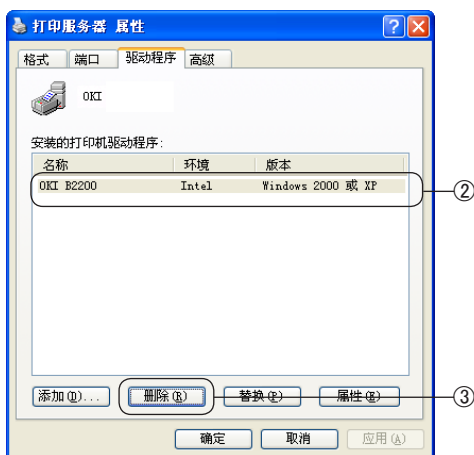 打印服务器 属性
格式 端口 驱动程序 高级
OKI
安装的打印机驱动程序:
名称 环境 版本
OKI B2200 Intel Windows 2000 或 XP
②
添加(D)... 删除(R) 替换(P) 属性(E)
③
确定 取消 应用(A)